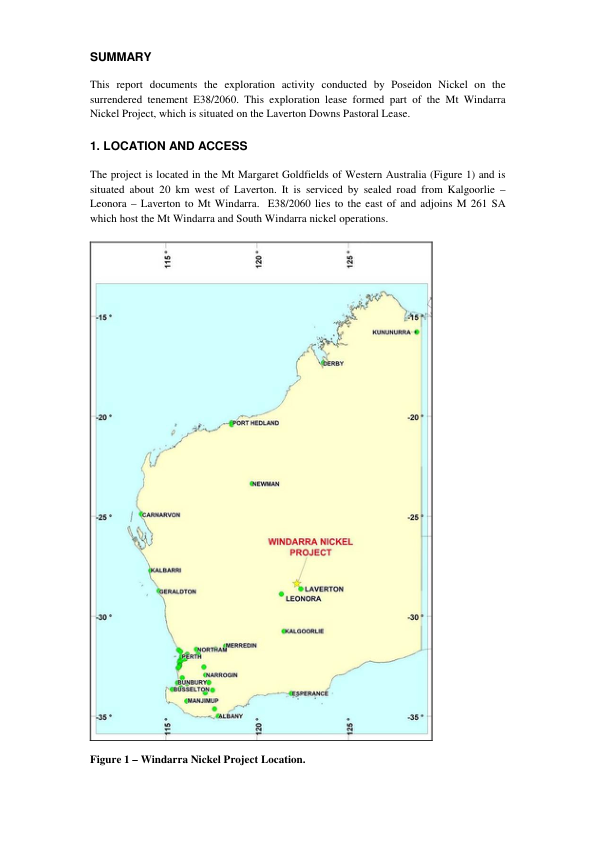 SUMMARY
This report documents the exploration activity conducted by Poseidon Nickel on the
surrendered tenement E38/2060. This exploration lease formed part of the Mt Windarra
Nickel Project, which is situated on the Laverton Downs Pastoral Lease.
1. LOCATION AND ACCESS
The project is located in the Mt Margaret Goldfields of Western Australia (Figure 1) and is
situated about 20 km west of Laverton. It is serviced by sealed road from Kalgoorlie –
Leonora – Laverton to Mt Windarra.  E38/2060 lies to the east of and adjoins M 261 SA
which host the Mt Windarra and South Windarra nickel operations.
115 °
120 °
125 °
-15 °
-15 °
KUNUNURRA
DERBY
-20 °
-20 °
PORT HEDLAND
NEWMAN
-25 °
-25 °
CARNARVON
WINDARRA NICKEL
PROJECT
KALBARRI
GERALDTON
LAVERTON
LEONORA
-30 °
-30 °
KALGOORLIE
MERREDIN
NORTHAM
PERTH
NARROGIN
BUNBURY
BUSSELTON
ESPERANCE
MANJIMUP
ALBANY
-35 °
-35 °
115 °
120 °
125 °
Figure 1 – Windarra Nickel Project Location.